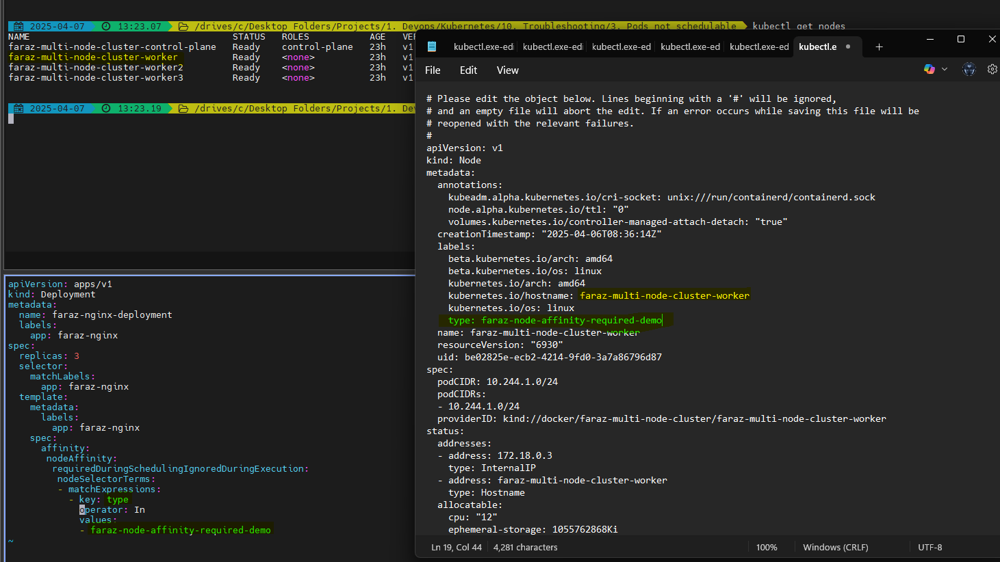 2025-04-07 13:23.07 /drives/c/Desktop Folders/Projects/1. Devops/Kubernetes/10. Troubleshooting/3. Pods not schedulable kubectl get nodes
NAME STATUS ROLES AGE VE
faraz-multi-node-cluster-control-plane Ready control-plane 23h v1
faraz-multi-node-cluster-worker Ready <none> 23h v1
faraz-multi-node-cluster-worker2 Ready <none> 23h v1
faraz-multi-node-cluster-worker3 Ready <none> 23h v1
2025-04-07 13:23.19 /drives/c/Desktop Folders/Projects/1. De
apiVersion: apps/v1
kind: Deployment
metadata:
  name: faraz-nginx-deployment
  labels:
    app: faraz-nginx
spec:
  replicas: 3
  selector:
    matchLabels:
      app: faraz-nginx
  template:
    metadata:
      labels:
        app: faraz-nginx
    spec:
      affinity:
       nodeAffinity:
        requiredDuringSchedulingIgnoredDuringExecution:
         nodeSelectorTerms:
         - matchExpressions:
           - key: type
             operator: In
             values:
             - faraz-node-affinity-required-demo
~
kubectl.exe-edi kubectl.exe-edi kubectl.exe-ed kubectl.exe-ed kubectl.exe-ed kubectl.e
File Edit View
# Please edit the object below. Lines beginning with a '#' will be ignored,
# and an empty file will abort the edit. If an error occurs while saving this file will be
# reopened with the relevant failures.
#
apiVersion: v1
kind: Node
metadata:
  annotations:
    kubeadm.alpha.kubernetes.io/cri-socket: unix:///run/containerd/containerd.sock
    node.alpha.kubernetes.io/ttl: "0"
    volumes.kubernetes.io/controller-managed-attach-detach: "true"
  creationTimestamp: "2025-04-06T08:36:14Z"
  labels:
    beta.kubernetes.io/arch: amd64
    beta.kubernetes.io/os: linux
    kubernetes.io/arch: amd64
    kubernetes.io/hostname: faraz-multi-node-cluster-worker
    kubernetes.io/os: linux
    type: faraz-node-affinity-required-demo
  name: faraz-multi-node-cluster-worker
  resourceVersion: "6930"
  uid: be02825e-ecb2-4214-9fd0-3a7a86796d87
spec:
  podCIDR: 10.244.1.0/24
  podCIDRs:
  - 10.244.1.0/24
  providerID: kind://docker/faraz-multi-node-cluster/faraz-multi-node-cluster-worker
status:
  addresses:
  - address: 172.18.0.3
    type: InternalIP
  - address: faraz-multi-node-cluster-worker
    type: Hostname
  allocatable:
    cpu: "12"
    ephemeral-storage: 1055762868Ki
Ln 19, Col 44 4,281 characters 100% Windows (CRLF) UTF-8